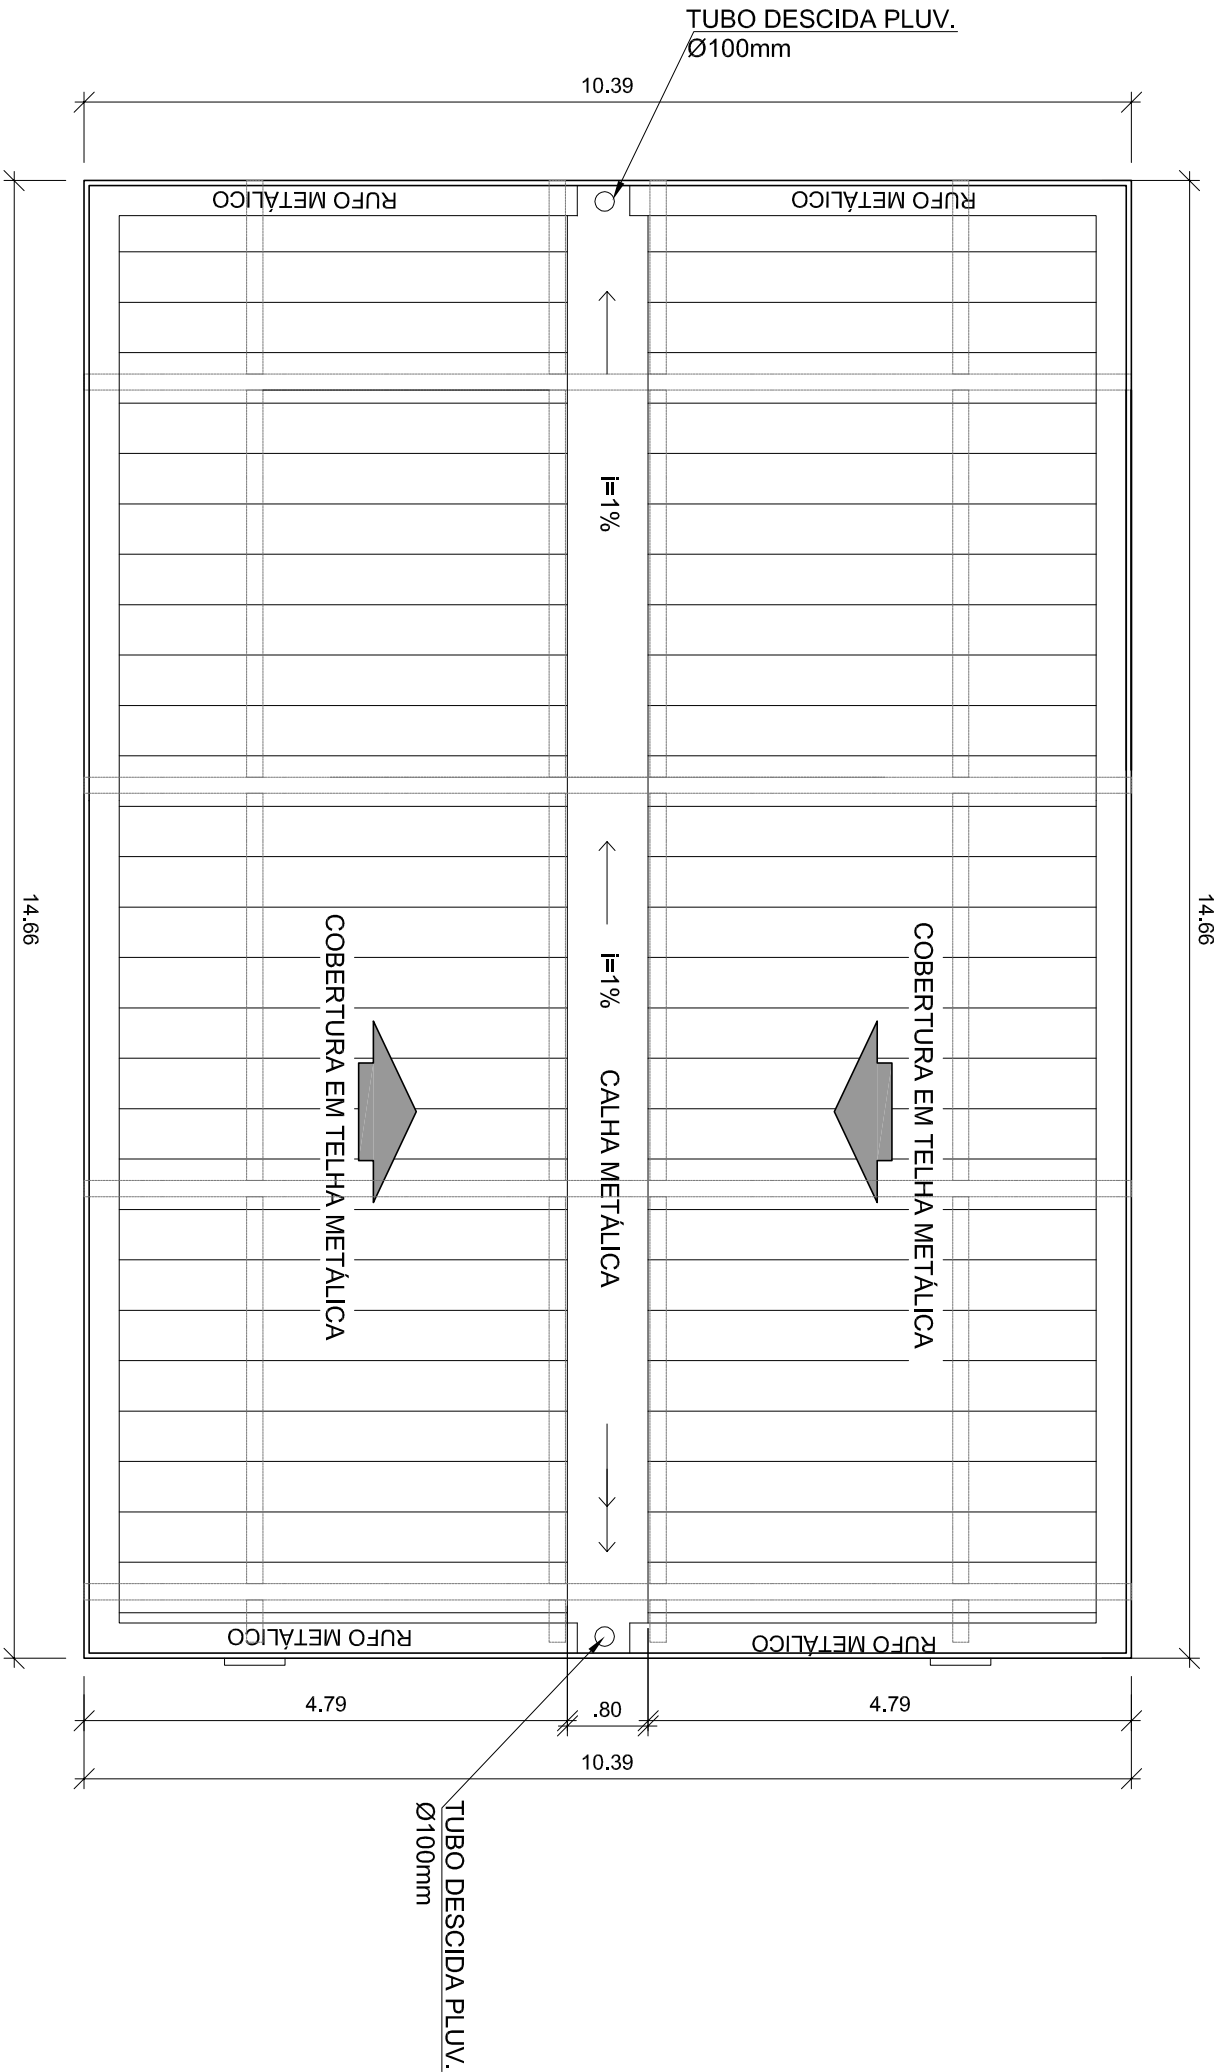 TUBO DESCIDA PLUV.
Ø100mm
10.39
RUFO METÁLICO
RUFO METÁLICO
i=1%
14.66
14.66
COBERTURA EM TELHA METÁLICA
i=1%
CALHA METÁLICA
COBERTURA EM TELHA METÁLICA
RUFO METÁLICO
RUFO METÁLICO
4.79
.80
4.79
10.39
TUBO DESCIDA PLUV.
Ø100mm